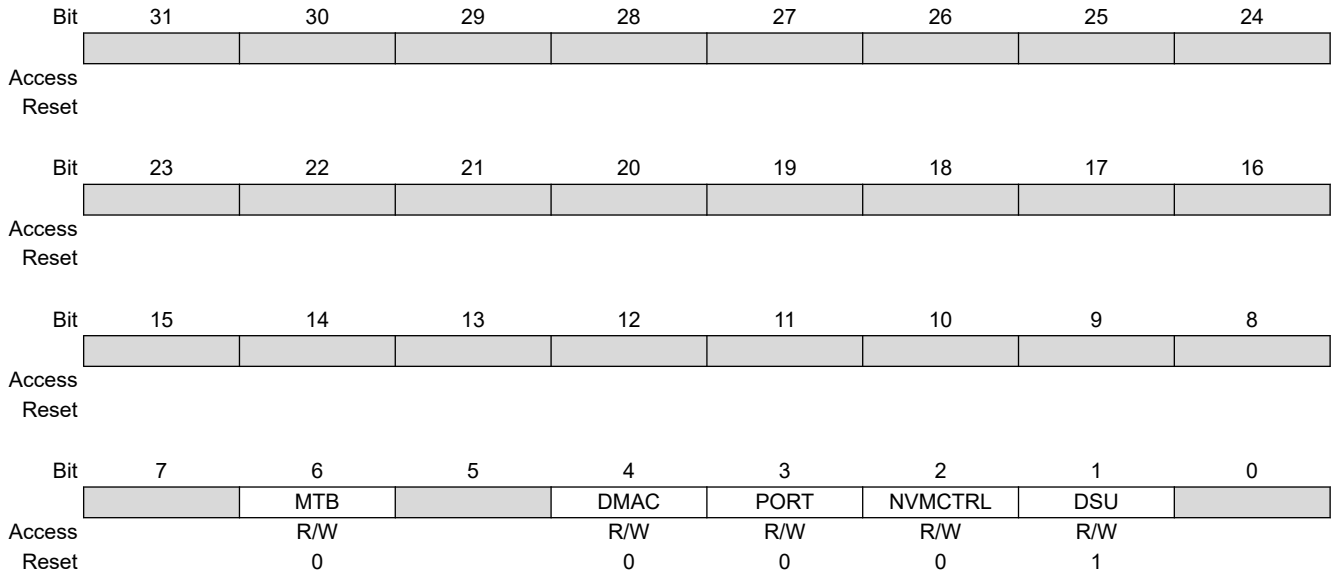 Bit 31 30 29 28 27 26 25 24
Access
Reset
Bit 23 22 21 20 19 18 17 16
Access
Reset
Bit 15 14 13 12 11 10 9 8
Access
Reset
Bit 7 6 5 4 3 2 1 0
MTB DMAC PORT NVMCTRL DSU
Access R/W R/W R/W R/W R/W
Reset 0 0 0 0 1